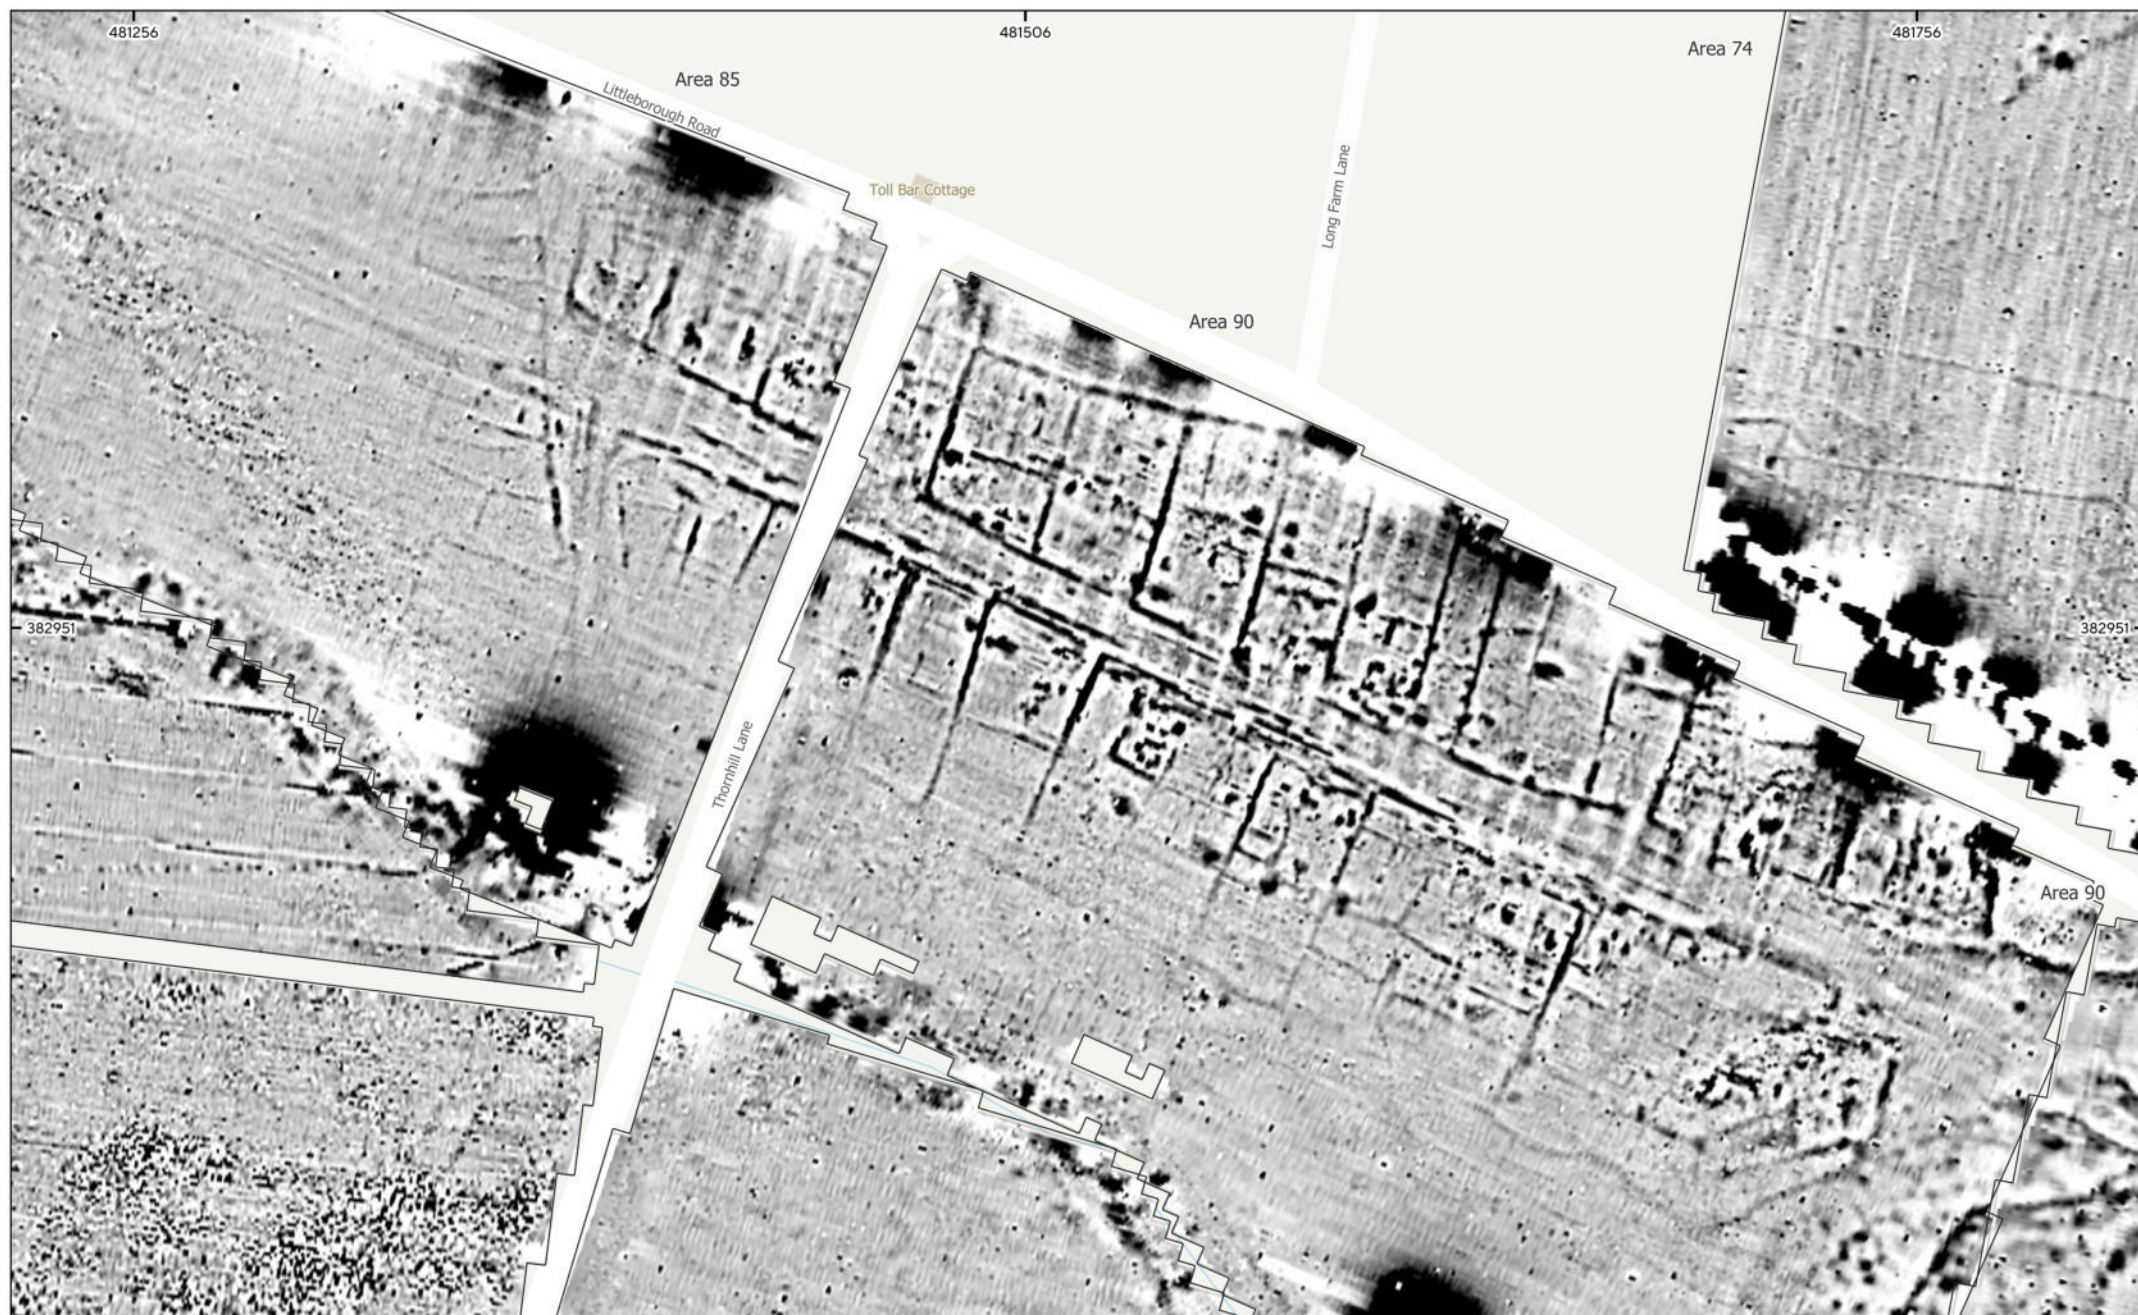 481256
481506
481756
Area 74
Area 85
Littleborough Road
Toll Bar Cottage
Long Farm Lane
Area 90
382951
382951
Thornhill Lane
Area 90